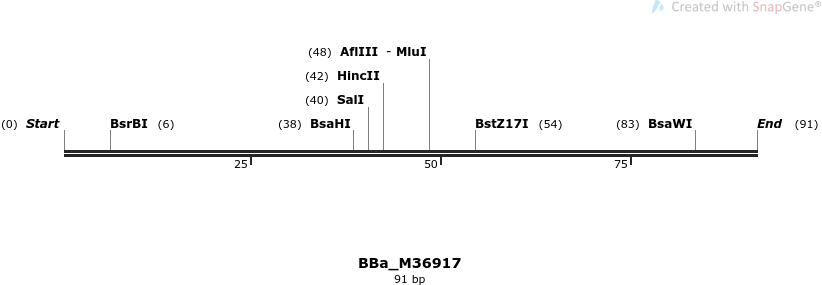 Created with SnapGene®
(48) AflIII - MluI
(42) HincII
(40) SalI
(0) Start BsrBI (6) (38) BsaHI BstZ17I (54) (83) BsaWI End (91)
25 50 75
BBa_M36917
91 bp